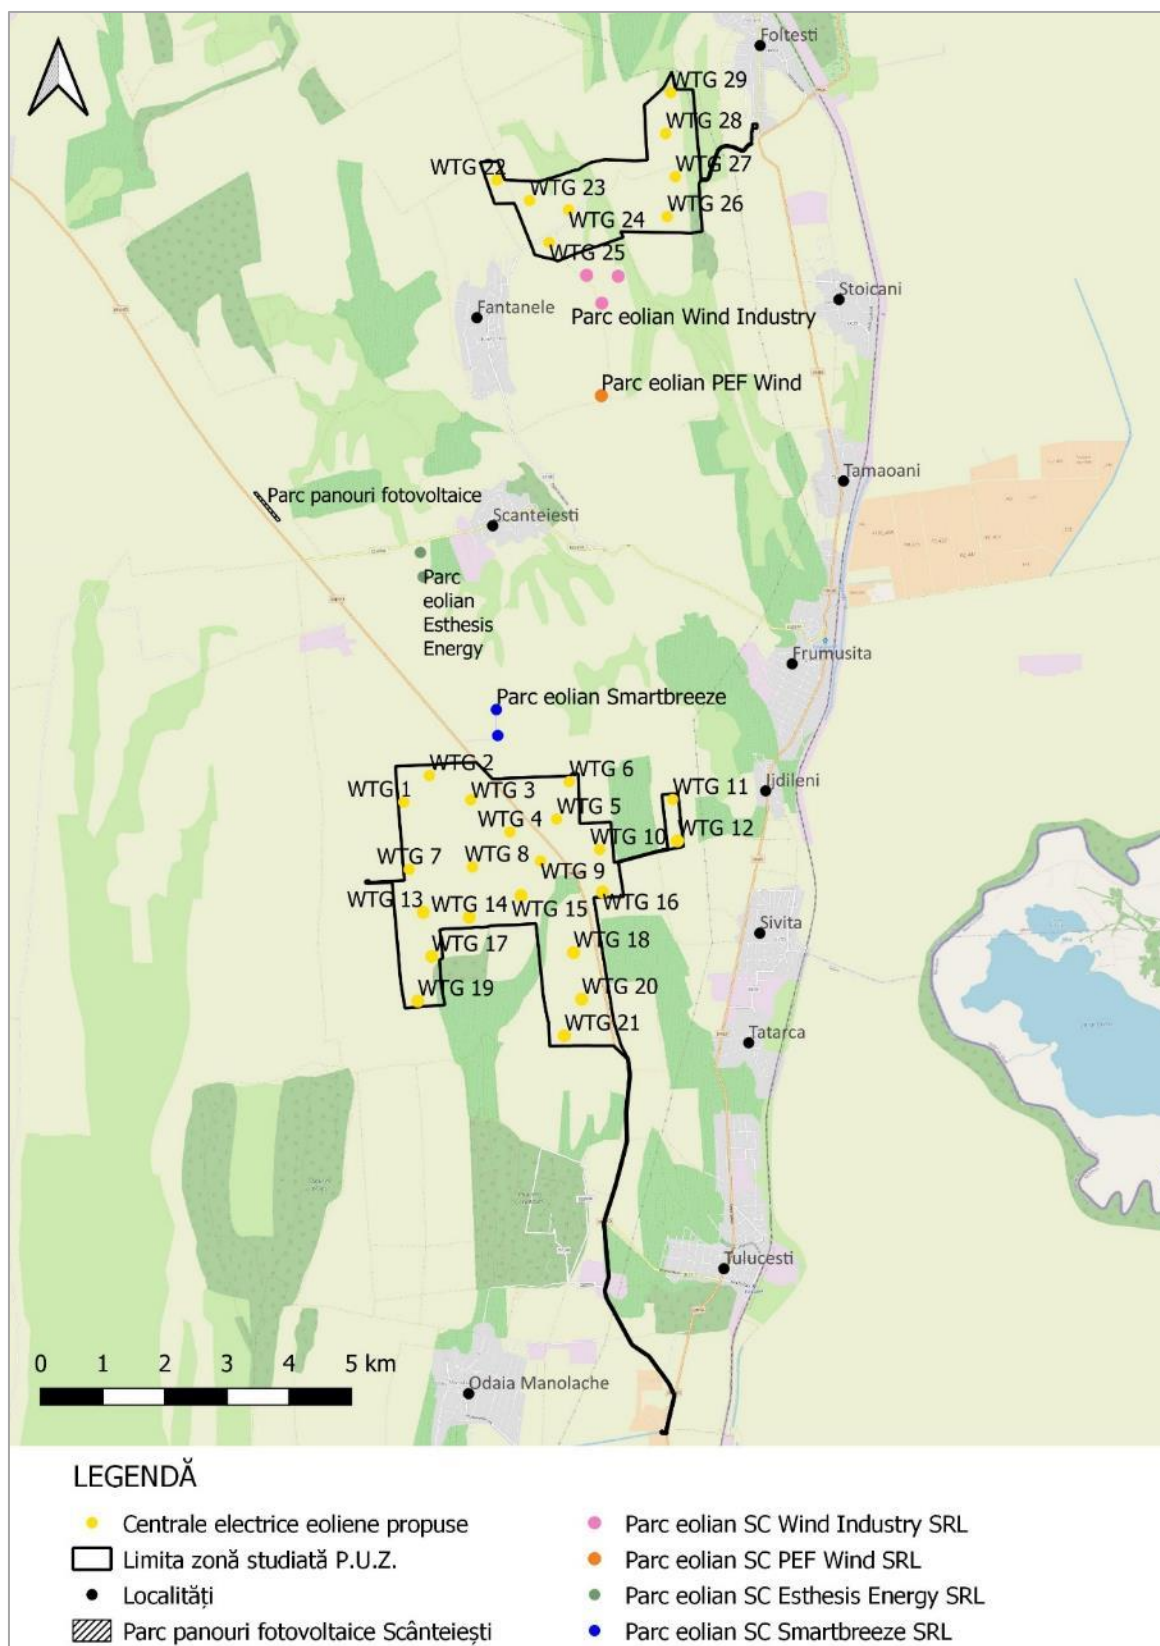 Foltesti
WTG 29
WTG 28
WTG 22
WTG 27
WTG 23
WTG 26
WTG 24
WTG 25
Stoicani
Fantanele
Parc eolian Wind Industry
Parc eolian PEF Wind
Tamaoani
Parc panouri fotovoltaice
Scanteiesti
Parc
eolian
Esthesis
Energy
Frumusita
Parc eolian Smartbreeze
WTG 2
WTG 6
Ijdileni
WTG 1
WTG 3
WTG 11
WTG 5
WTG 4
WTG 12
WTG 10
WTG 7
WTG 8
WTG 9
WTG 13
WTG 14
WTG 15
WTG 16
Sivita
WTG 17
WTG 18
WTG 19
WTG 20
WTG 21
Tatarca
Tulucesti
0 1 2 3 4 5 km
Odaia Manolache
LEGENDĂ
Centrale electrice eoliene propuse
Limita zonă studiată P.U.Z.
Localități
Parc panouri fotovoltaice Scânteiești
Parc eolian SC Wind Industry SRL
Parc eolian SC PEF Wind SRL
Parc eolian SC Esthesis Energy SRL
Parc eolian SC Smartbreeze SRL